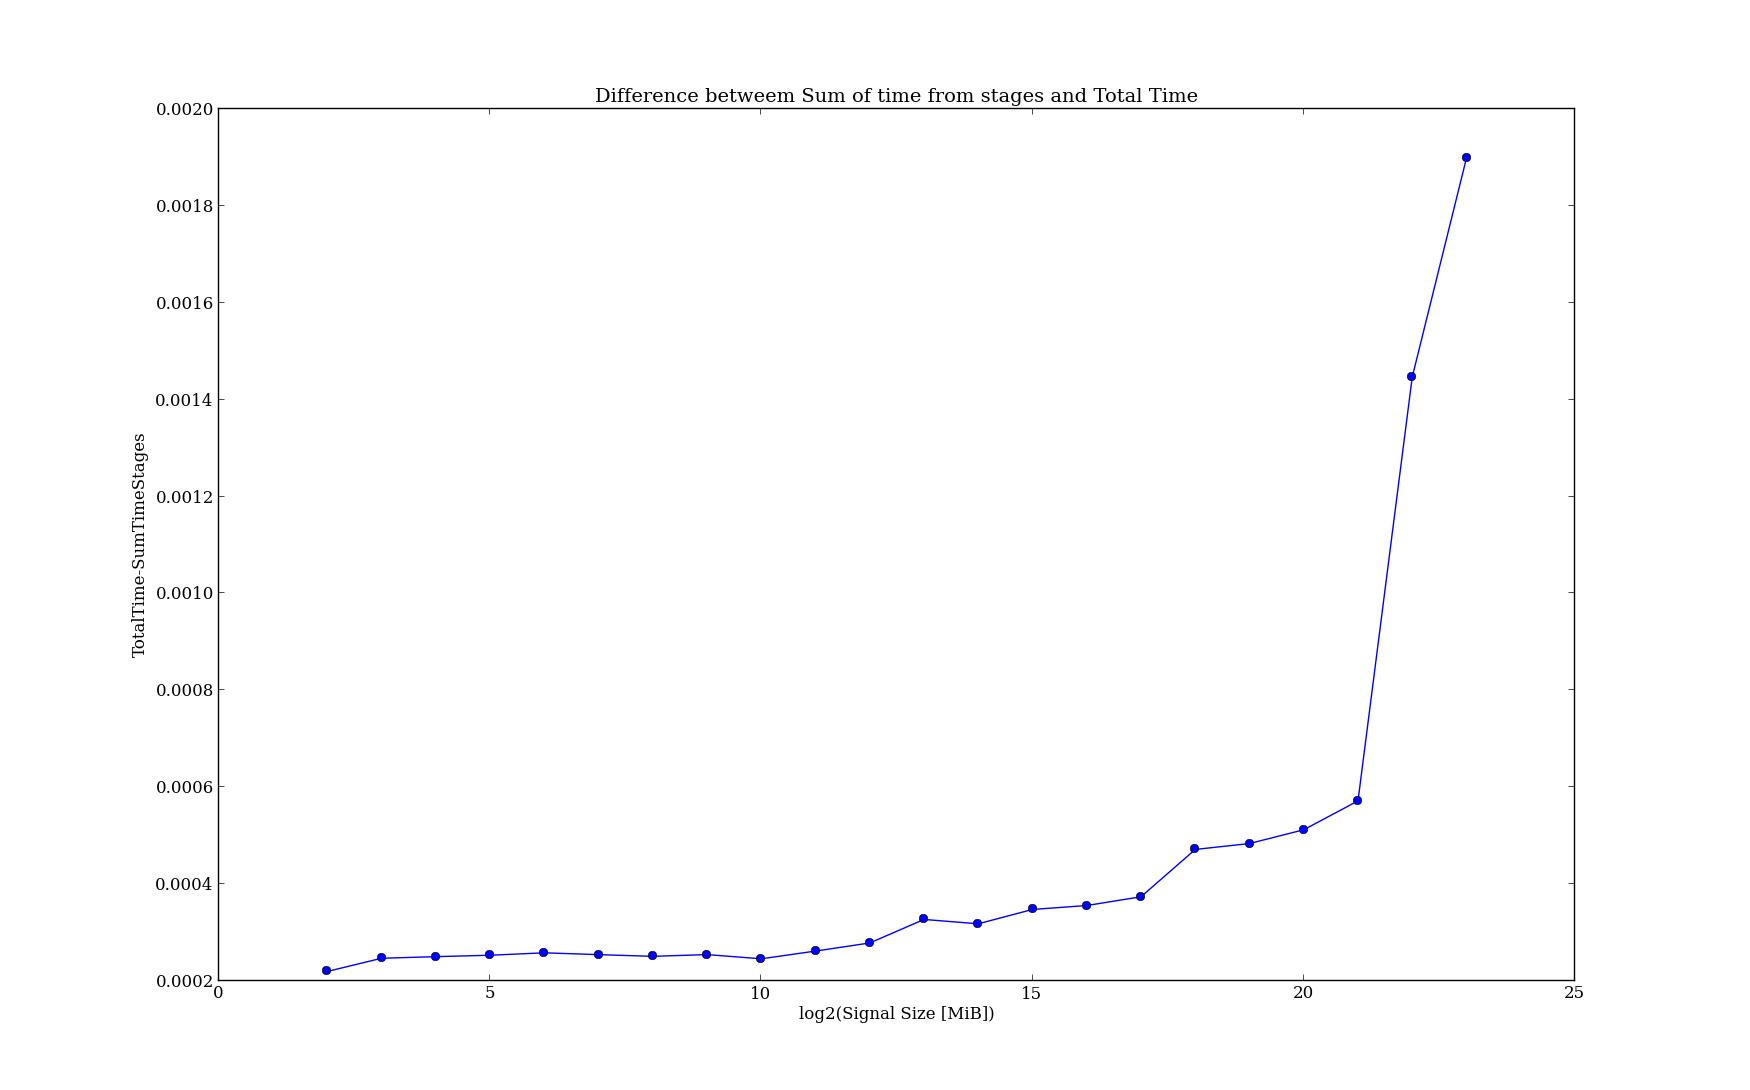 Difference betweem Sum of time from stages and Total Time
0.0020
0.0018
0.0016
0.0014
0.0012
0.0010
0.0008
0.0006
0.0004
0.0002
TotalTime-SumTimeStages
0 5 10 15 20 25
log2(Signal Size [MiB])